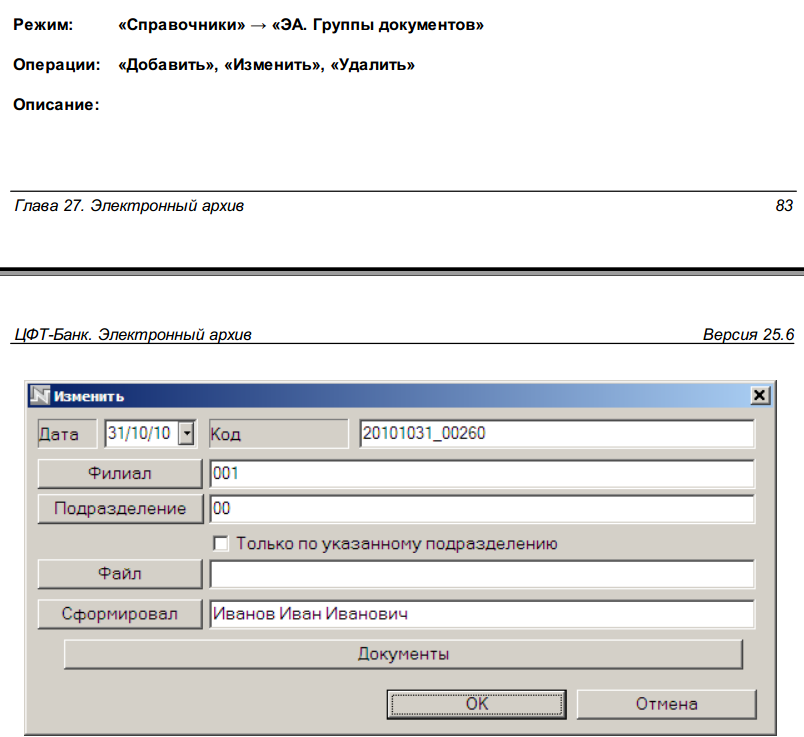 Режим: «Справочники» → «ЭА. Группы документов»
Операции: «Добавить», «Изменить», «Удалить»
Описание:
Глава 27. Электронный архив 83
ЦФТ-Банк. Электронный архив Версия 25.6
Изменить
Дата 31/10/10 Код 20101031_00260
Филиал 001
Подразделение 00
Только по указанному подразделению
Файл
Сформировал Иванов Иван Иванович
Документы
OK Отмена